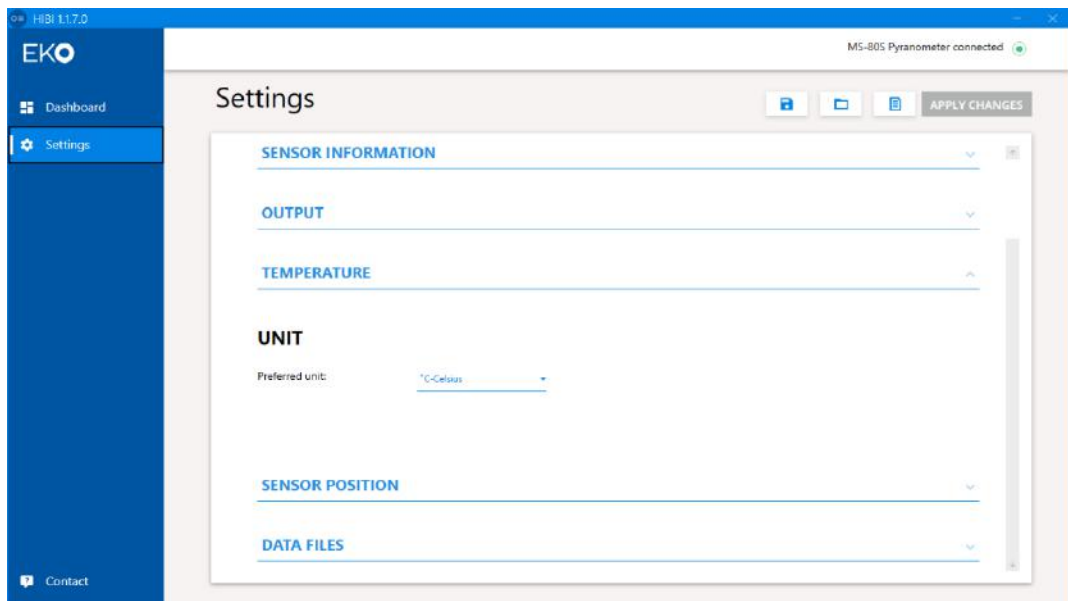 HIBI 1.1.7.0
EKO
MS-80S Pyranometer connected
Dashboard
Settings
Settings
APPLY CHANGES
SENSOR INFORMATION
OUTPUT
TEMPERATURE
UNIT
Preferred unit: °C-Celsius
SENSOR POSITION
DATA FILES
Contact